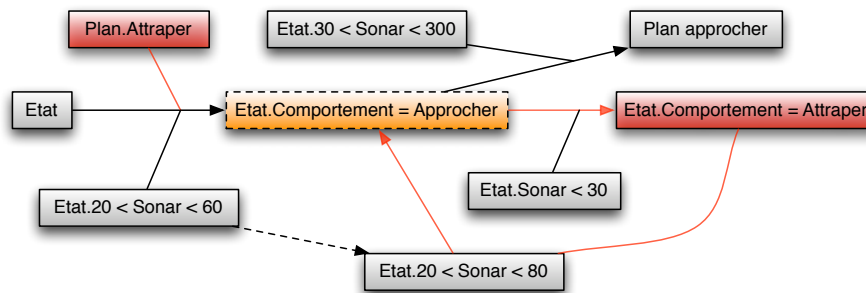 Plan.Attraper
Etat.30 < Sonar < 300
Plan approcher
Etat
Etat.Comportement = Approcher
Etat.Comportement = Attraper
Etat.20 < Sonar < 60
Etat.Sonar < 30
Etat.20 < Sonar < 80